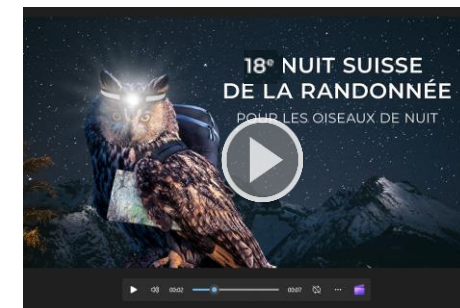 18e NUIT SUISSE
DE LA RANDONNÉE
POUR LES OISEAUX DE NUIT
00:02
00:07